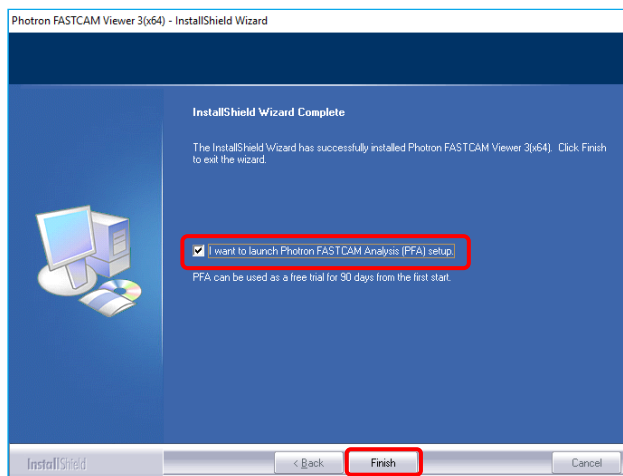 Photron FASTCAM Viewer 3(x64) - InstallShield Wizard
InstallShield Wizard Complete
The InstallShield Wizard has successfully installed Photron FASTCAM Viewer 3(x64). Click Finish
to exit the wizard.
I want to launch Photron FASTCAM Analysis (PFA) setup.
PFA can be used as a free trial for 90 days from the first start.
InstallShield
< Back
Finish
Cancel